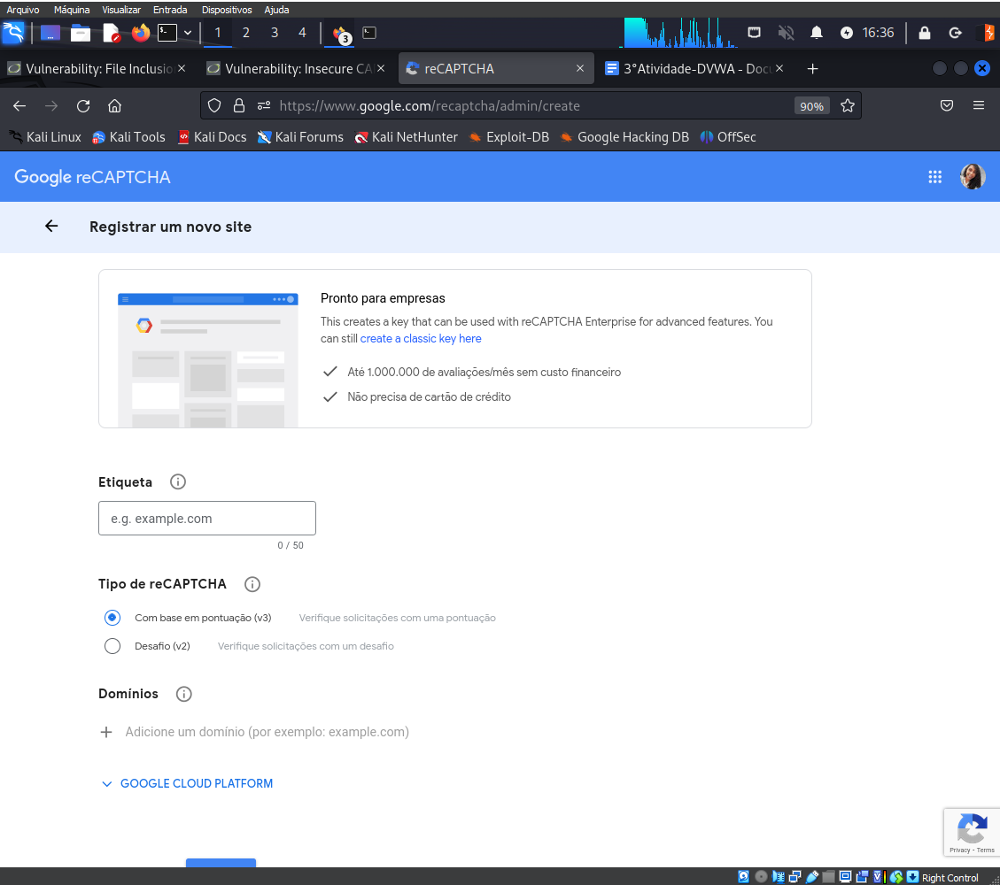 Arquivo Máquina Visualizar Entrada Dispositivos Ajuda
1 2 3 4 3 16:36
Vulnerability: File Inclusio Vulnerability: Insecure CA reCAPTCHA 3°Atividade-DVWA - Docu
https://www.google.com/recaptcha/admin/create 90%
Kali Linux Kali Tools Kali Docs Kali Forums Kali NetHunter Exploit-DB Google Hacking DB OffSec
Google reCAPTCHA
Registrar um novo site
Pronto para empresas
This creates a key that can be used with reCAPTCHA Enterprise for advanced features. You
can still create a classic key here
Até 1.000.000 de avaliações/mês sem custo financeiro
Não precisa de cartão de crédito
Etiqueta
e.g. example.com
0 / 50
Tipo de reCAPTCHA
Com base em pontuação (v3) Verifique solicitações com uma pontuação
Desafio (v2) Verifique solicitações com um desafio
Domínios
Adicione um domínio (por exemplo: example.com)
GOOGLE CLOUD PLATFORM
Privacy - Terms
Right Control